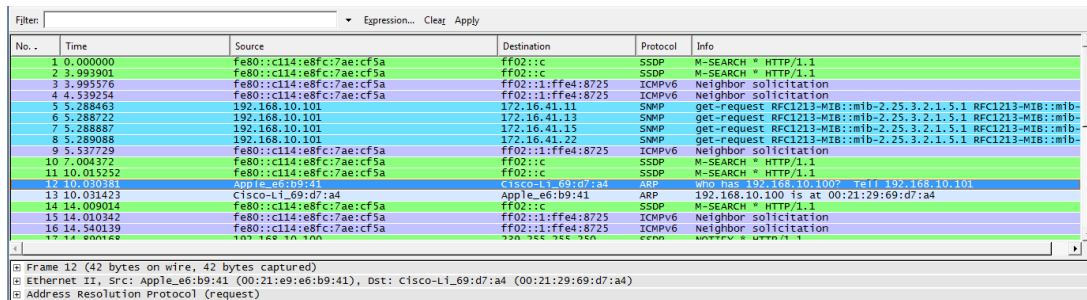 Filter: Expression... Clear Apply
No. . Time Source Destination Protocol Info
1 0.000000 fe80::c114:e8fc:7ae:cf5a ff02::c SSDP M-SEARCH * HTTP/1.1
2 3.993901 fe80::c114:e8fc:7ae:cf5a ff02::c SSDP M-SEARCH * HTTP/1.1
3 3.995576 fe80::c114:e8fc:7ae:cf5a ff02::1:ffe4:8725 ICMPv6 Neighbor solicitation
4 4.539254 fe80::c114:e8fc:7ae:cf5a ff02::1:ffe4:8725 ICMPv6 Neighbor solicitation
5 5.288463 192.168.10.101 172.16.41.11 SNMP get-request RFC1213-MIB::mib-2.25.3.2.1.5.1 RFC1213-MIB::mib-
6 5.288722 192.168.10.101 172.16.41.13 SNMP get-request RFC1213-MIB::mib-2.25.3.2.1.5.1 RFC1213-MIB::mib-
7 5.288887 192.168.10.101 172.16.41.15 SNMP get-request RFC1213-MIB::mib-2.25.3.2.1.5.1 RFC1213-MIB::mib-
8 5.289088 192.168.10.101 172.16.41.22 SNMP get-request RFC1213-MIB::mib-2.25.3.2.1.5.1 RFC1213-MIB::mib-
9 5.537729 fe80::c114:e8fc:7ae:cf5a ff02::1:ffe4:8725 ICMPv6 Neighbor solicitation
10 7.004372 fe80::c114:e8fc:7ae:cf5a ff02::c SSDP M-SEARCH * HTTP/1.1
11 10.015252 fe80::c114:e8fc:7ae:cf5a ff02::c SSDP M-SEARCH * HTTP/1.1
12 10.030381 Apple_e6:b9:41 Cisco-Li_69:d7:a4 ARP Who has 192.168.10.100? Tell 192.168.10.101
13 10.031423 Cisco-Li_69:d7:a4 Apple_e6:b9:41 ARP 192.168.10.100 is at 00:21:29:69:d7:a4
14 14.009014 fe80::c114:e8fc:7ae:cf5a ff02::c SSDP M-SEARCH * HTTP/1.1
15 14.010342 fe80::c114:e8fc:7ae:cf5a ff02::1:ffe4:8725 ICMPv6 Neighbor solicitation
16 14.540139 fe80::c114:e8fc:7ae:cf5a ff02::1:ffe4:8725 ICMPv6 Neighbor solicitation
17 14.890168 192.168.10.100 239.255.255.250 SSDP NOTIFY * HTTP/1.1
Frame 12 (42 bytes on wire, 42 bytes captured)
Ethernet II, Src: Apple_e6:b9:41 (00:21:e9:e6:b9:41), Dst: Cisco-Li_69:d7:a4 (00:21:29:69:d7:a4)
Address Resolution Protocol (request)